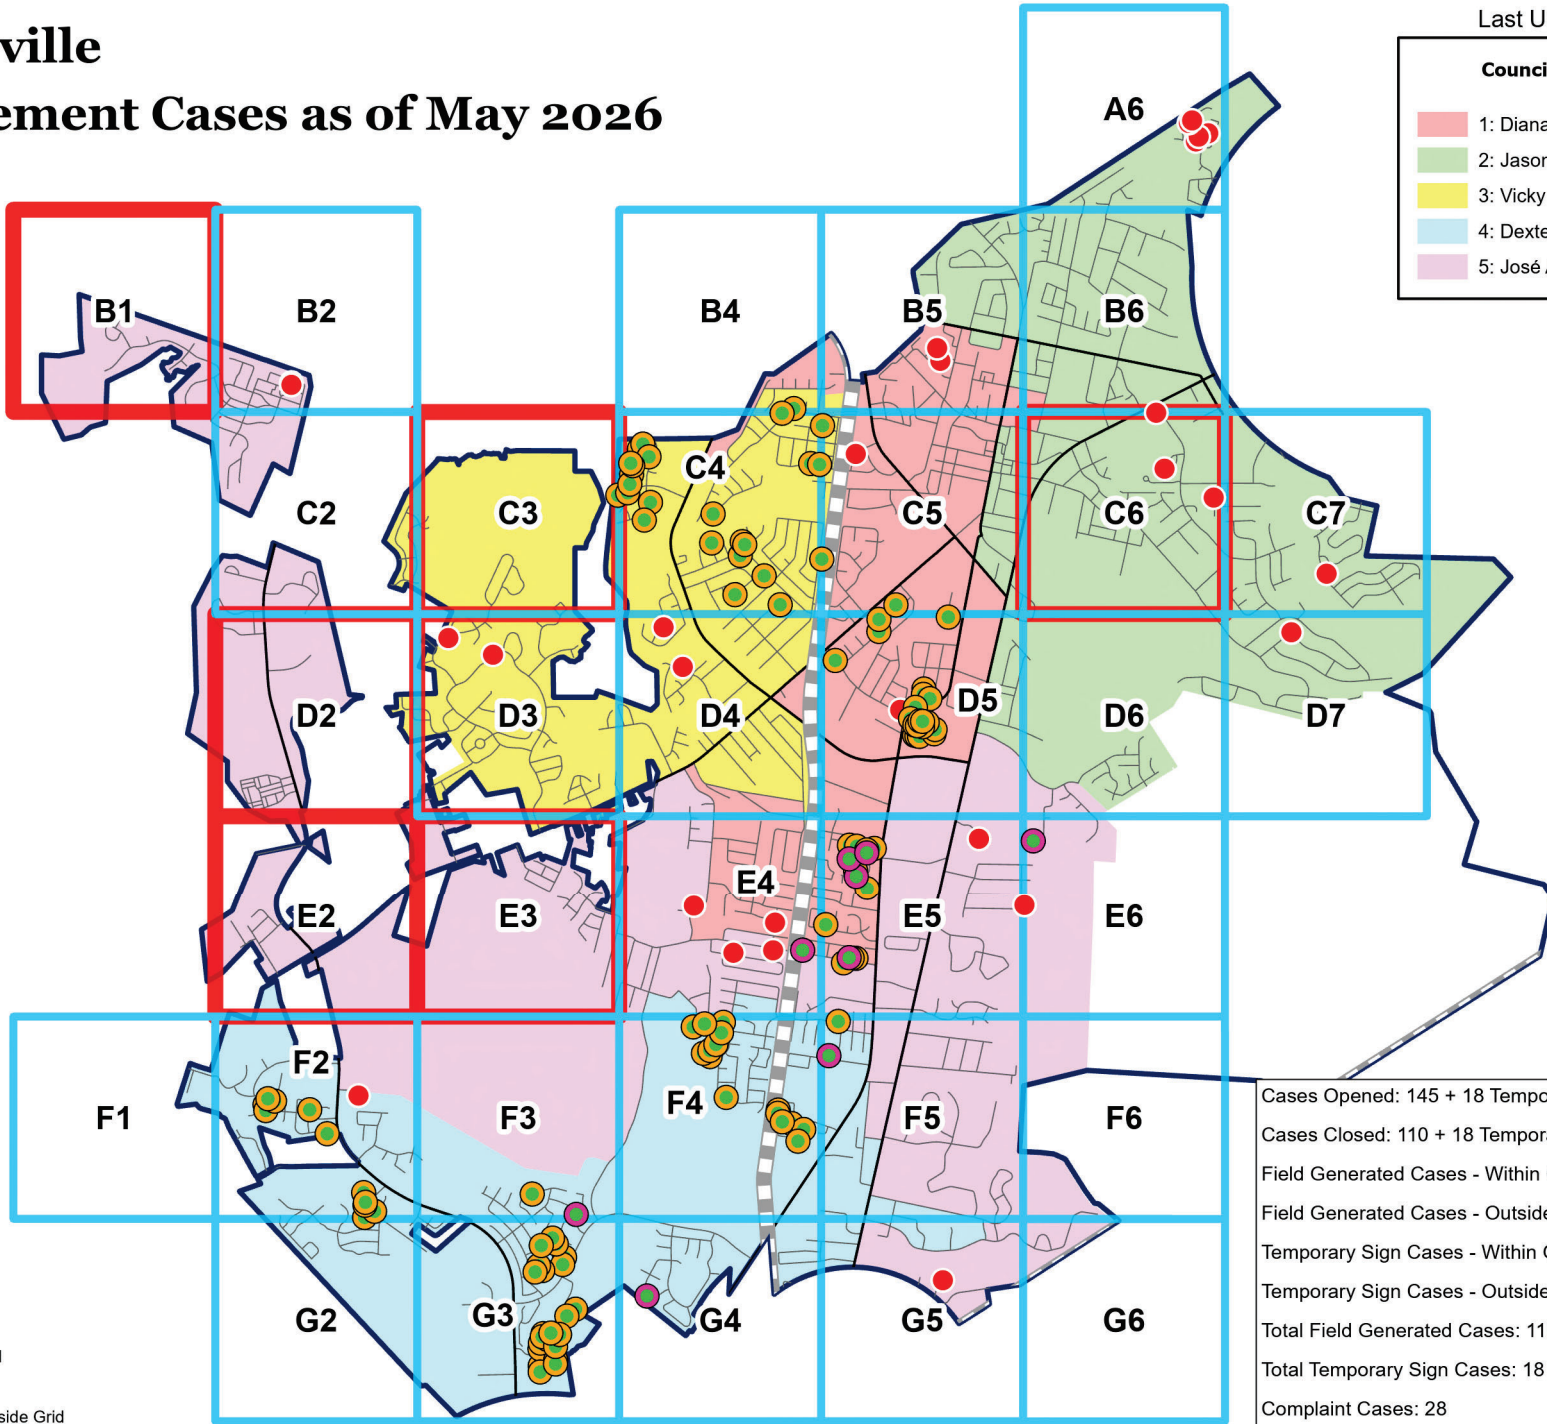 ville
ement Cases as of May 2026
Last U
Counci
1: Diana
2: Jason
3: Vicky
4: Dexte
5: José
A6
B1
B2
B4
B5
B6
C2
C3
C4
C5
C6
C7
D2
D3
D4
D5
D6
D7
E2
E3
E4
E5
E6
F1
F2
F3
F4
F5
F6
G2
G3
G4
G5
G6
Cases Opened: 145 + 18 Tempo
Cases Closed: 110 + 18 Tempor
Field Generated Cases - Within
Field Generated Cases - Outside
Temporary Sign Cases - Within
Temporary Sign Cases - Outside
Total Field Generated Cases: 11
Total Temporary Sign Cases: 18
Complaint Cases: 28
side Grid